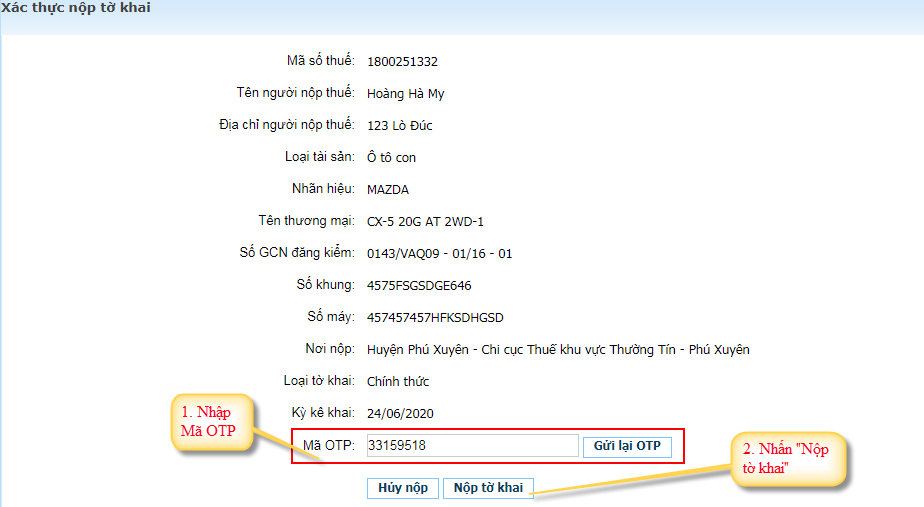 Xác thực nộp tờ khai
Mã số thuế: 1800251332
Tên người nộp thuế: Hoàng Hà My
Địa chỉ người nộp thuế: 123 Lò Đúc
Loại tài sản: Ô tô con
Nhãn hiệu: MAZDA
Tên thương mại: CX-5 20G AT 2WD-1
Số GCN đăng kiểm: 0143/VAQ09 - 01/16 - 01
Số khung: 4575FSGSDGE646
Số máy: 457457457HFKSDHGSD
Nơi nộp: Huyện Phú Xuyên - Chi cục Thuế khu vực Thường Tín - Phú Xuyên
Loại tờ khai: Chính thức
Kỳ kê khai: 24/06/2020
1. Nhập
Mã OTP
Mã OTP: 33159518 Gửi lại OTP
2. Nhấn "Nộp
tờ khai"
Hủy nộp Nộp tờ khai